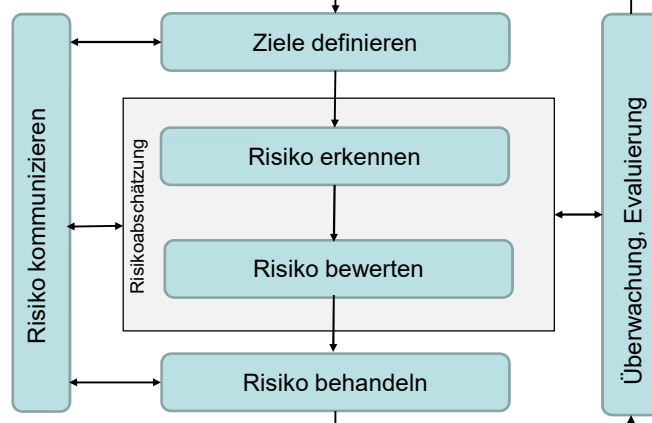 Ziele definieren
Risiko kommunizieren
Risikoabschätzung
Risiko erkennen
Risiko bewerten
Überwachung, Evaluierung
Risiko behandeln